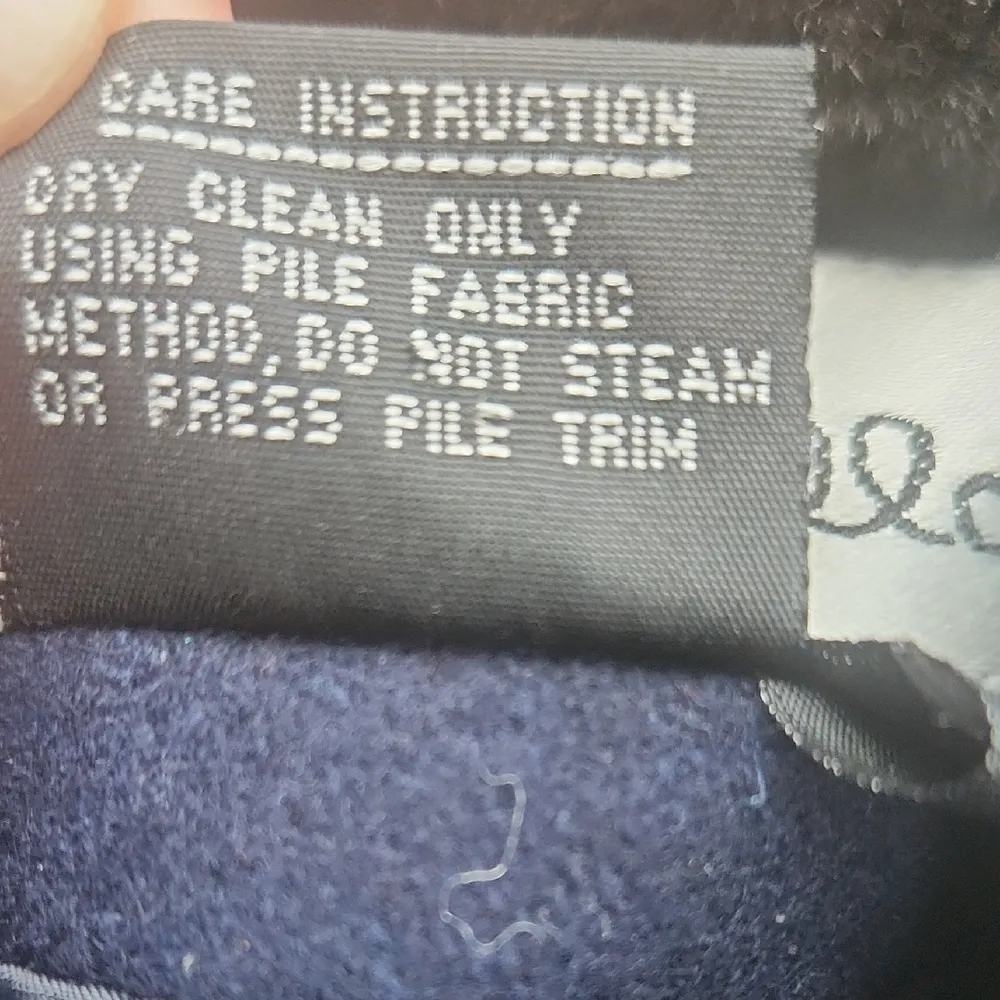 CARE INSTRUCTION
DRY CLEAN ONLY
USING PILE FABRIC
METHOD, DO NOT STEAM
OR PRESS PILE TRIM